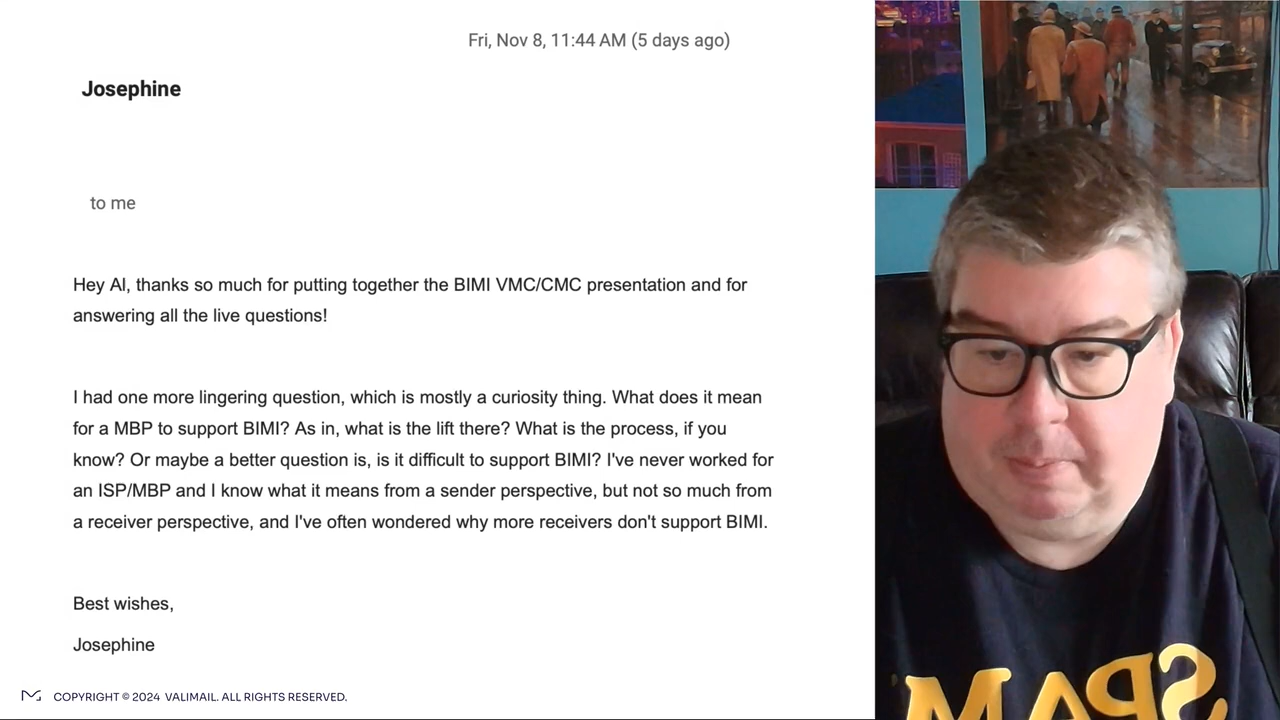 Fri, Nov 8, 11:44 AM (5 days ago)
Josephine
to me
Hey Al, thanks so much for putting together the BIMI VMC/CMC presentation and for
answering all the live questions!
I had one more lingering question, which is mostly a curiosity thing. What does it mean
for a MBP to support BIMI? As in, what is the lift there? What is the process, if you
know? Or maybe a better question is, is it difficult to support BIMI? I've never worked for
an ISP/MBP and I know what it means from a sender perspective, but not so much from
a receiver perspective, and I've often wondered why more receivers don't support BIMI.
Best wishes,
Josephine
COPYRIGHT © 2024 VALIMAIL. ALL RIGHTS RESERVED.
SPAM